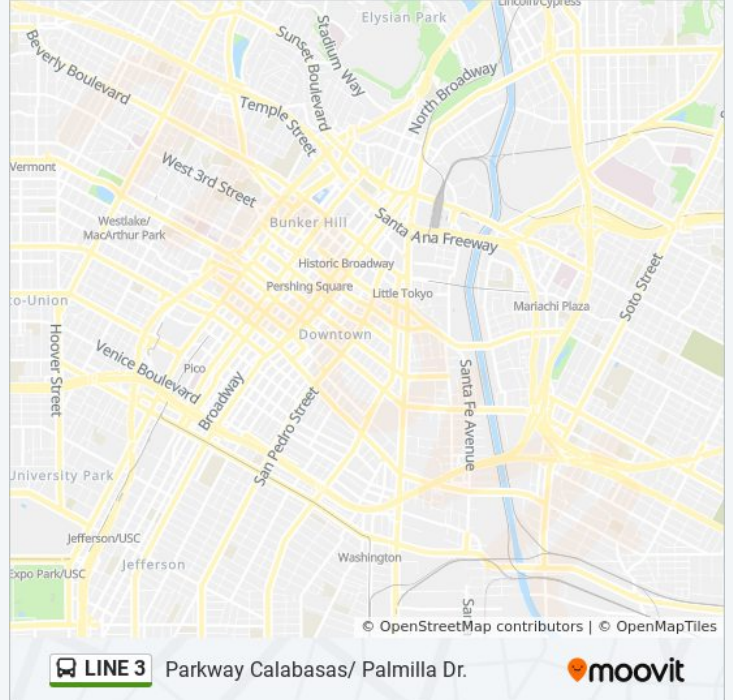 Lincoln/Cypress
Elysian Park
Stadium Way
Sunset Boulevard
Beverly Boulevard
North Broadway
Temple Street
Vermont
West 3rd Street
Westlake/
MacArthur Park
Bunker Hill
Santa Ana Freeway
Historic Broadway
Pershing Square
Little Tokyo
Soto Street
to-Union
Mariachi Plaza
Downtown
Hoover Street
Venice Boulevard
Pico
Broadway
Santa Fe Avenue
San Pedro Street
University Park
Jefferson/USC
Washington
Jefferson
Expo Park/USC
San
© OpenStreetMap contributors | © OpenMapTiles
LINE 3 Parkway Calabasas/ Palmilla Dr.
moovit